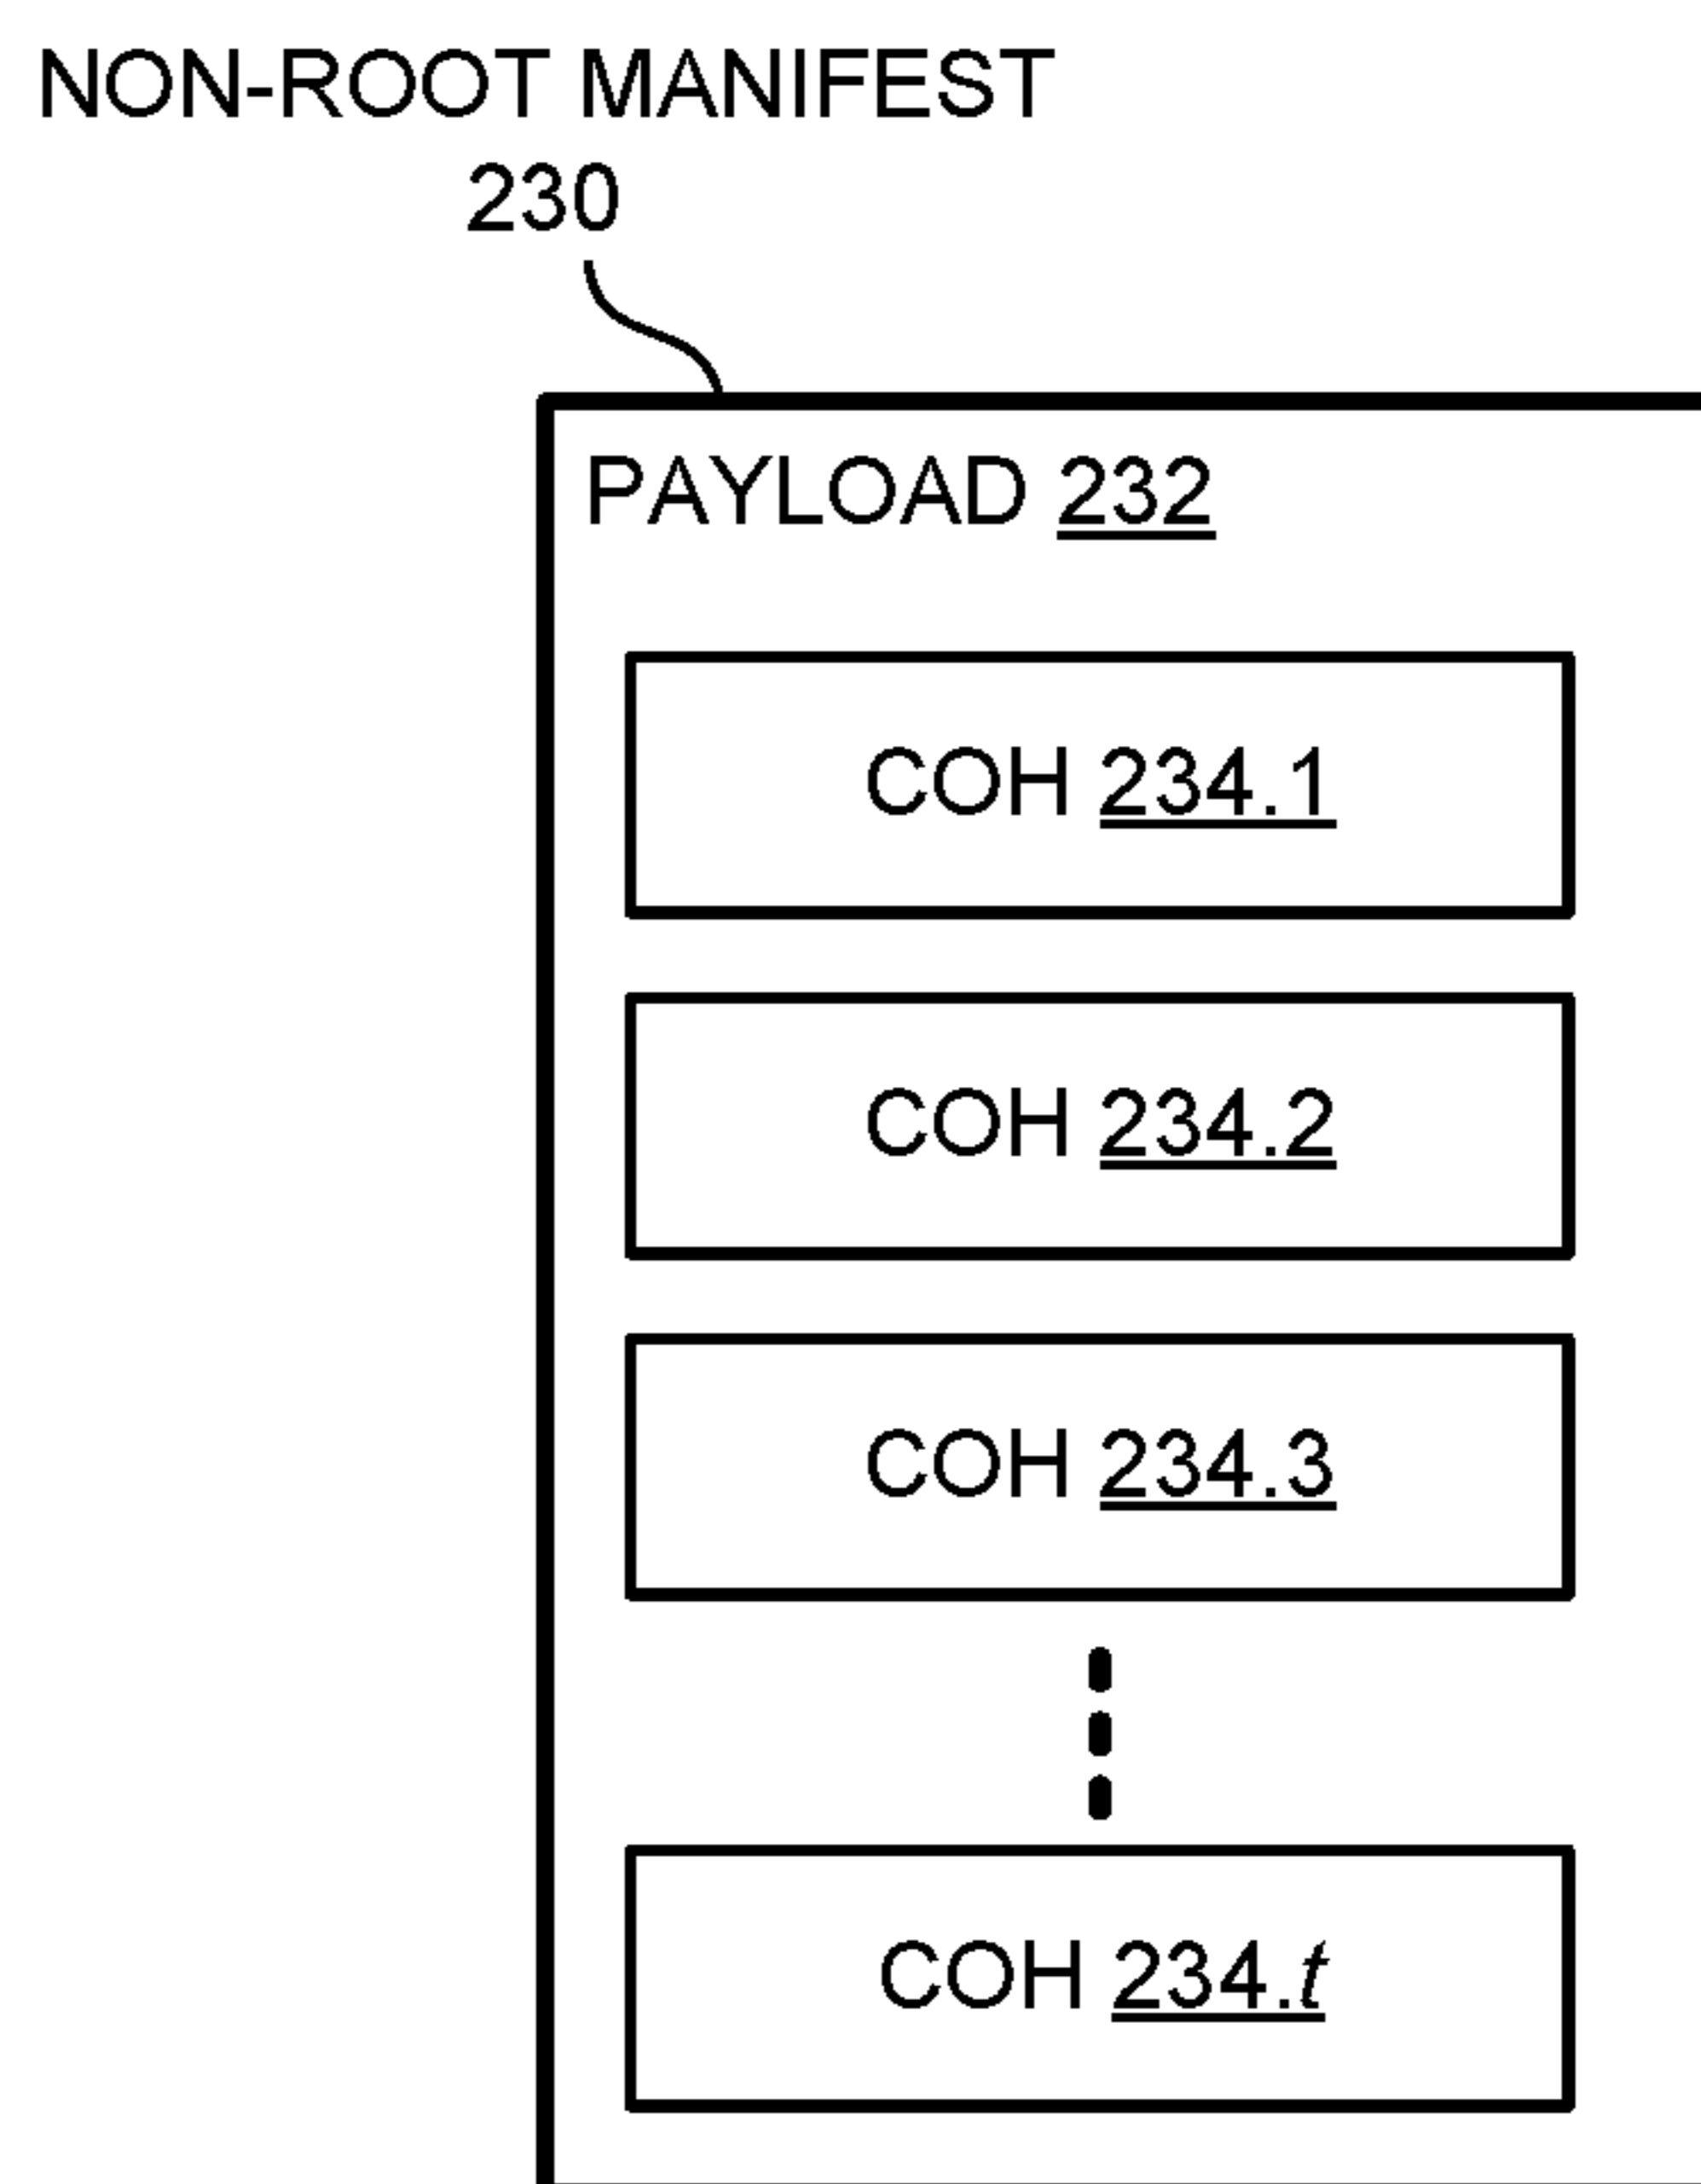 NON-ROOT MANIFEST
230
PAYLOAD 232
COH 234.1
COH 234.2
COH 234.3
COH 234.t